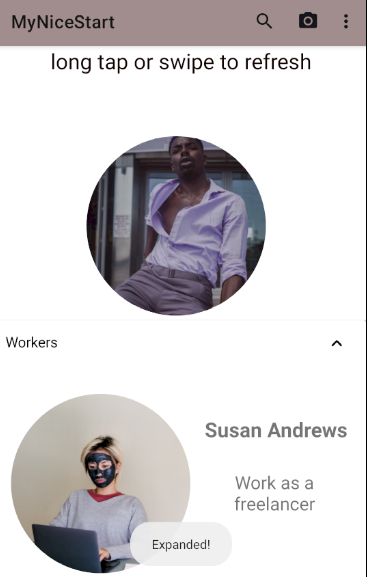 MyNiceStart
long tap or swipe to refresh
Workers
Susan Andrews
Work as a
freelancer
Expanded!